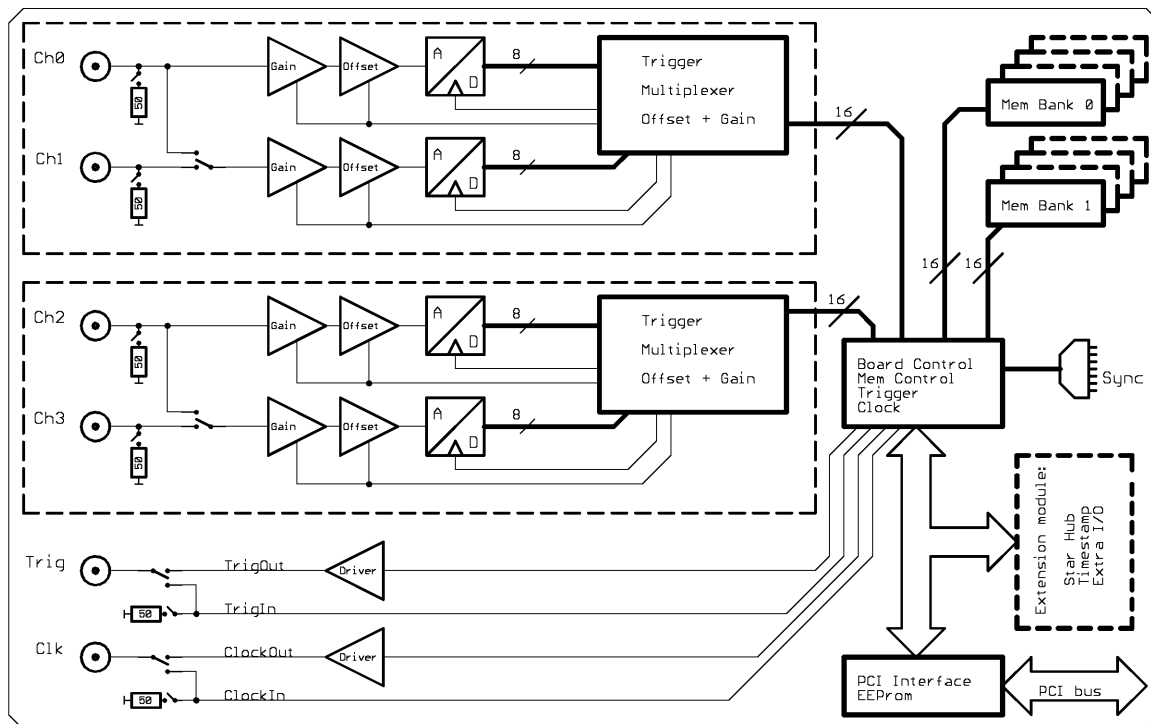 Ch0
50
Gain
Offset
A
D
8
Trigger
Multiplexer
Offset + Gain
16
Mem Bank 0
Ch1
50
Gain
Offset
A
D
8
Mem Bank 1
16
16
Ch2
50
Gain
Offset
A
D
8
Trigger
Multiplexer
Offset + Gain
16
Board Control
Mem Control
Trigger
Clock
Sync
Ch3
50
Gain
Offset
A
D
8
Extension module:
Star Hub
Timestamp
Extra I/O
Trig
TrigOut
Driver
50
TrigIn
Clk
ClockOut
Driver
50
ClockIn
PCI Interface
EEProm
PCI bus